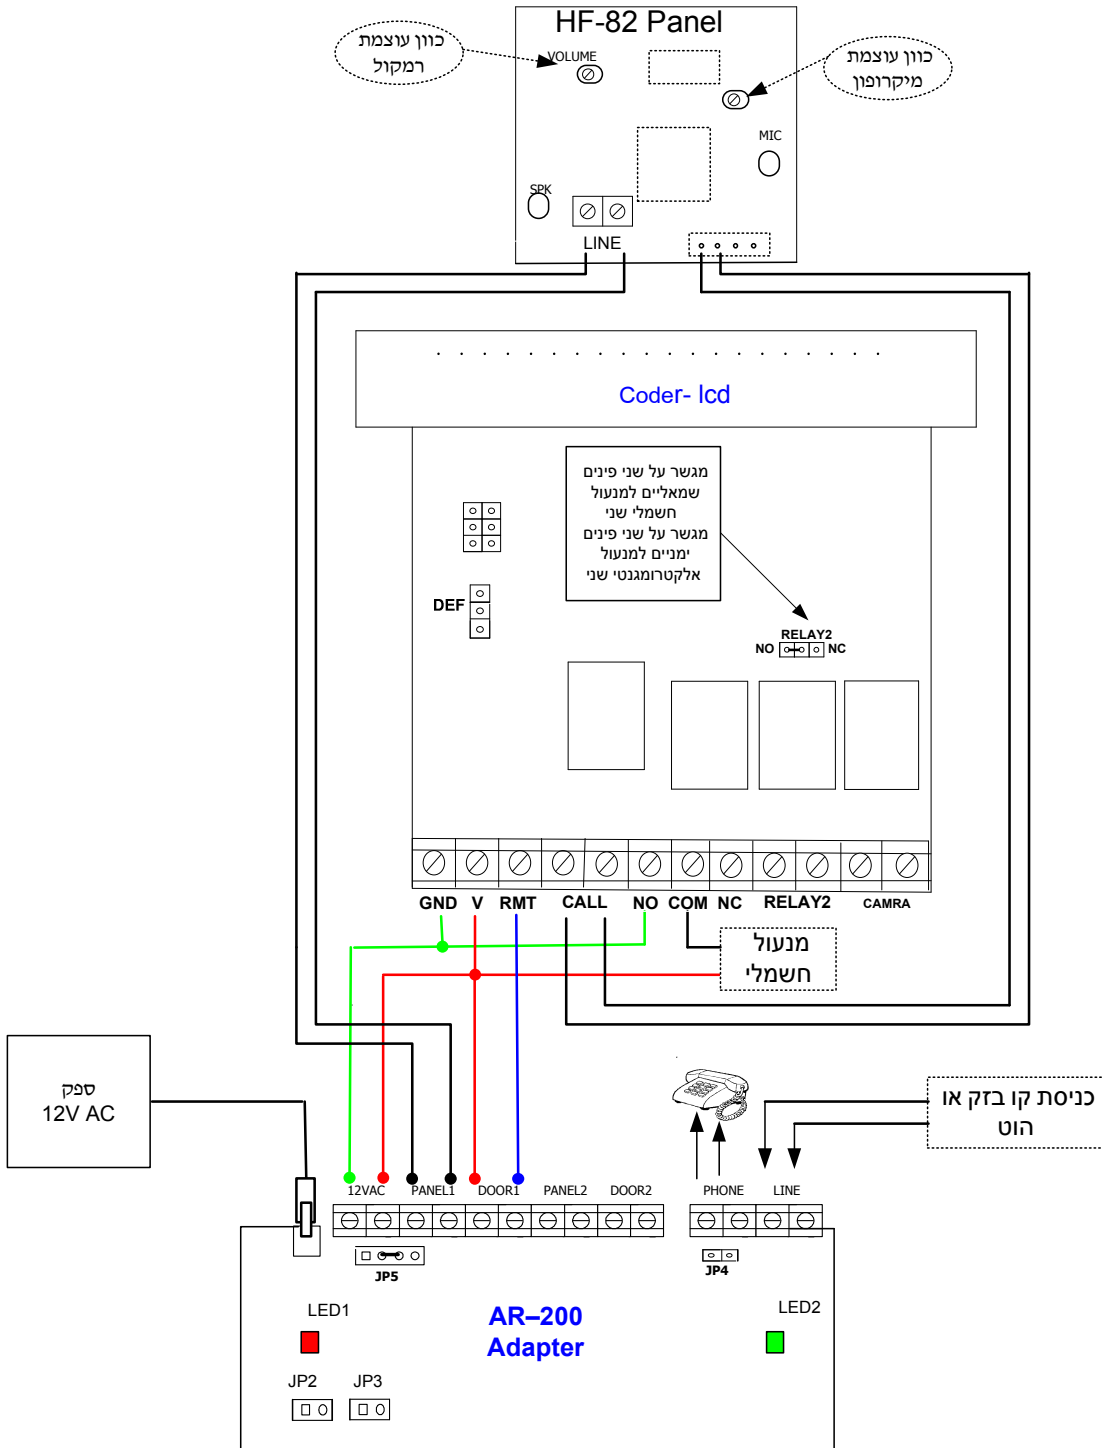 HF-82 Panel
כוון עוצמת
רמקול
VOLUME
כוון עוצמת
מיקרופון
MIC
SPK
LINE
Coder- lcd
מגשר על שני פינים
שמאליים למנעול
חשמלי שני
מגשר על שני פינים
ימניים למנעול
אלקטרומגנטי שני
DEF
RELAY2
NO NC
GND V RMT CALL NO COM NC RELAY2 CAMRA
מנעול
חשמלי
ספק
12V AC
כניסת קו בזק או
הוט
12VAC PANEL1 DOOR1 PANEL2 DOOR2 PHONE LINE
JP5
JP4
LED1
LED2
AR–200
Adapter
JP2 JP3